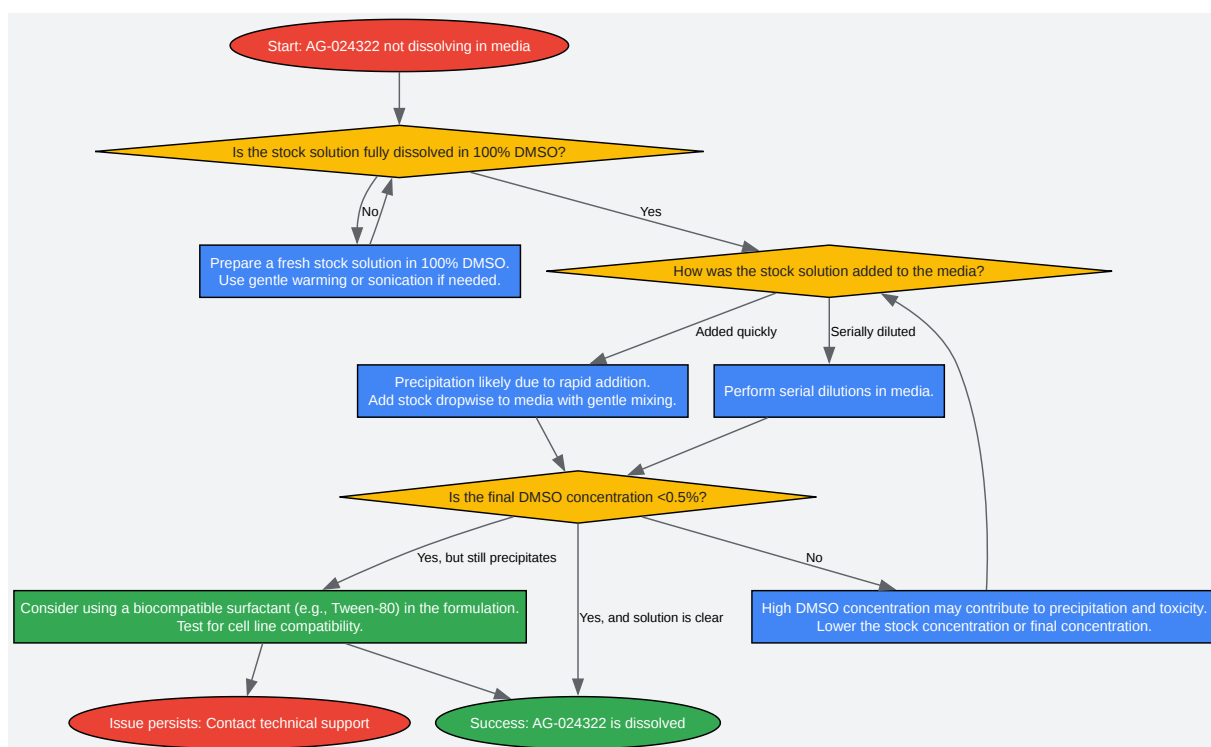 Start: AG-024322 not dissolving in media
Is the stock solution fully dissolved in 100% DMSO?
No
Yes
Prepare a fresh stock solution in 100% DMSO.
Use gentle warming or sonication if needed.
How was the stock solution added to the media?
Added quickly
Serially diluted
Precipitation likely due to rapid addition.
Add stock dropwise to media with gentle mixing.
Perform serial dilutions in media.
Is the final DMSO concentration <0.5%?
Yes, but still precipitates
No
Consider using a biocompatible surfactant (e.g., Tween-80) in the formulation.
Test for cell line compatibility.
Yes, and solution is clear
High DMSO concentration may contribute to precipitation and toxicity.
Lower the stock concentration or final concentration.
Issue persists: Contact technical support
Success: AG-024322 is dissolved